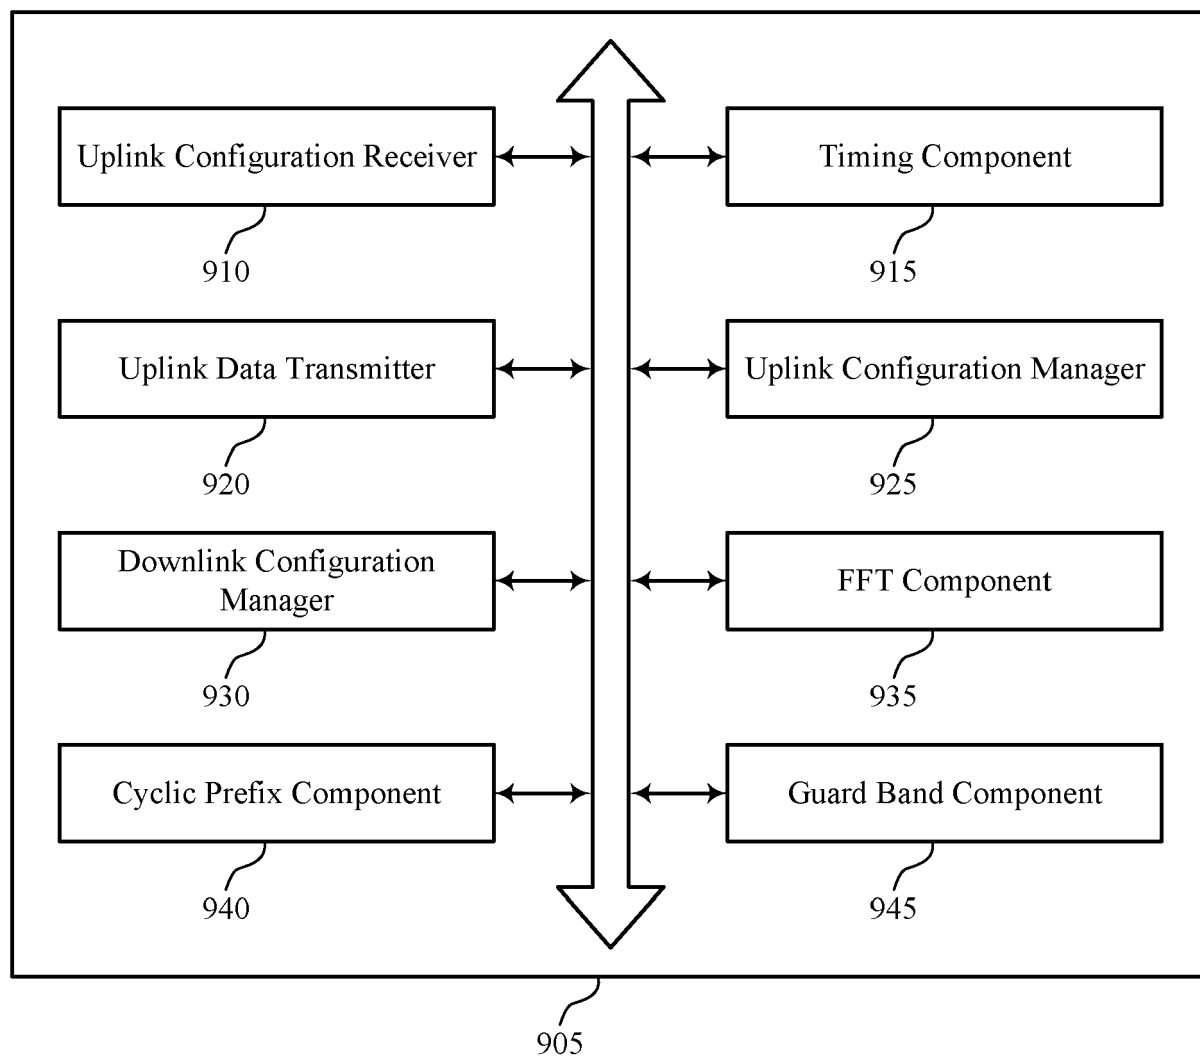 Uplink Configuration Receiver
Timing Component
910
915
Uplink Data Transmitter
Uplink Configuration Manager
920
925
Downlink Configuration
Manager
FFT Component
930
935
Cyclic Prefix Component
Guard Band Component
940
945
905